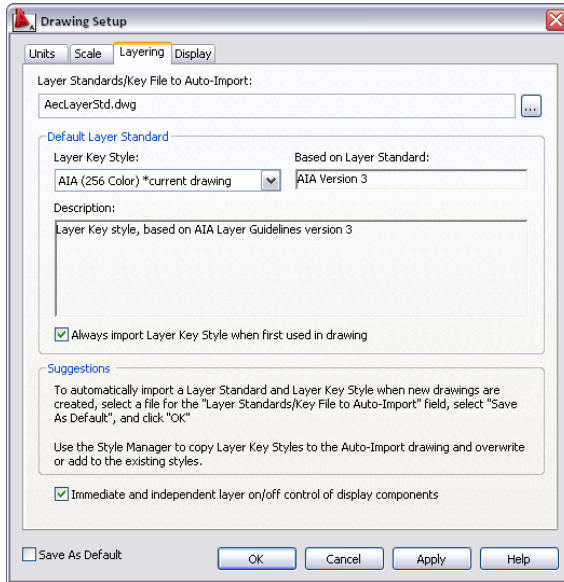 Drawing Setup
Units Scale Layering Display
Layer Standards/Key File to Auto-Import:
AecLayerStd.dwg
...
Default Layer Standard
Layer Key Style: Based on Layer Standard:
AIA (256 Color) *current drawing AIA Version 3
Description:
Layer Key style, based on AIA Layer Guidelines version 3
Always import Layer Key Style when first used in drawing
Suggestions
To automatically import a Layer Standard and Layer Key Style when new drawings are
created, select a file for the "Layer Standards/Key File to Auto-Import" field, select "Save
As Default", and click "OK"
Use the Style Manager to copy Layer Key Styles to the Auto-Import drawing and overwrite
or add to the existing styles.
Immediate and independent layer on/off control of display components
Save As Default OK Cancel Apply Help